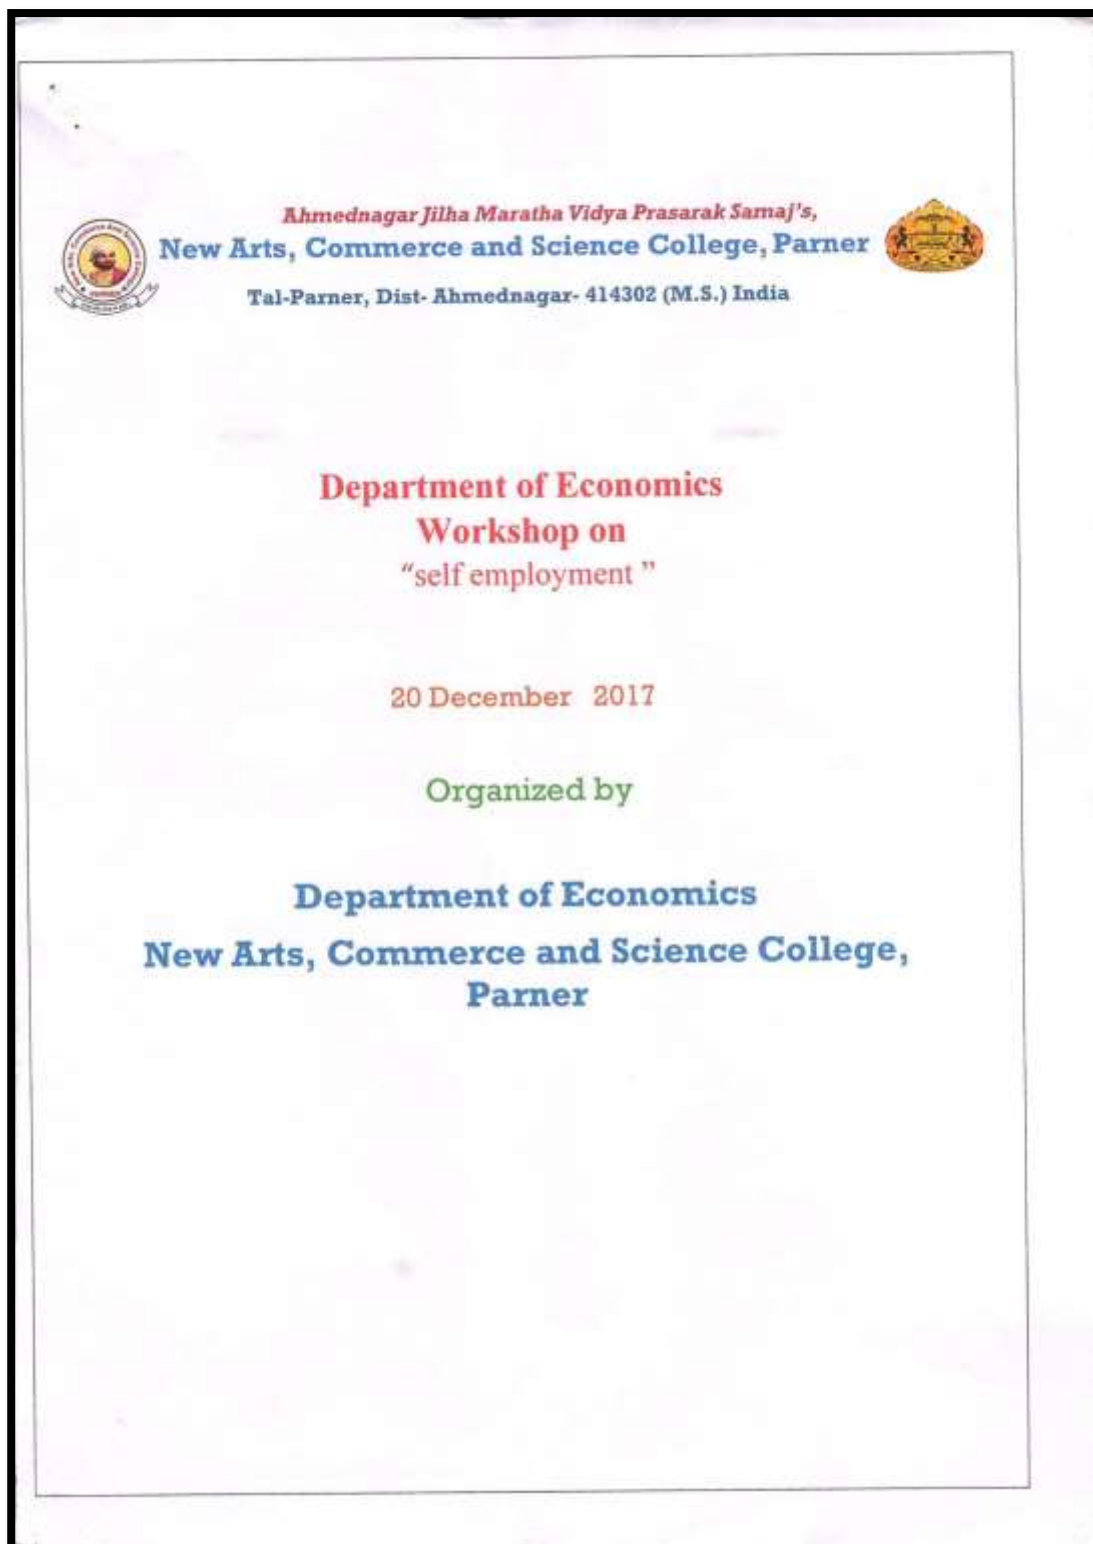 Ahmednagar Jilha Maratha Vidya Prasarak Samaj's,
New Arts, Commerce and Science College, Parner
Tal-Parner, Dist- Ahmednagar- 414302 (M.S.) India
Department of Economics
Workshop on
“self employment ”
20 December 2017
Organized by
Department of Economics
New Arts, Commerce and Science College,
Parner